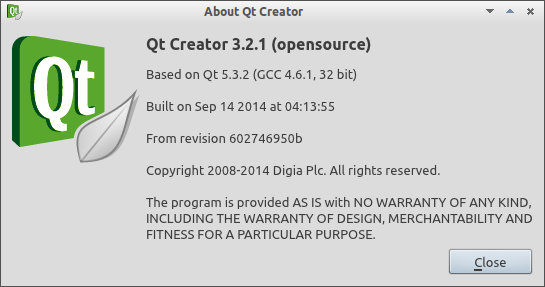 About Qt Creator
Qt
Qt Creator 3.2.1 (opensource)
Based on Qt 5.3.2 (GCC 4.6.1, 32 bit)
Built on Sep 14 2014 at 04:13:55
From revision 602746950b
Copyright 2008-2014 Digia Plc. All rights reserved.
The program is provided AS IS with NO WARRANTY OF ANY KIND,
INCLUDING THE WARRANTY OF DESIGN, MERCHANTABILITY AND
FITNESS FOR A PARTICULAR PURPOSE.
Close